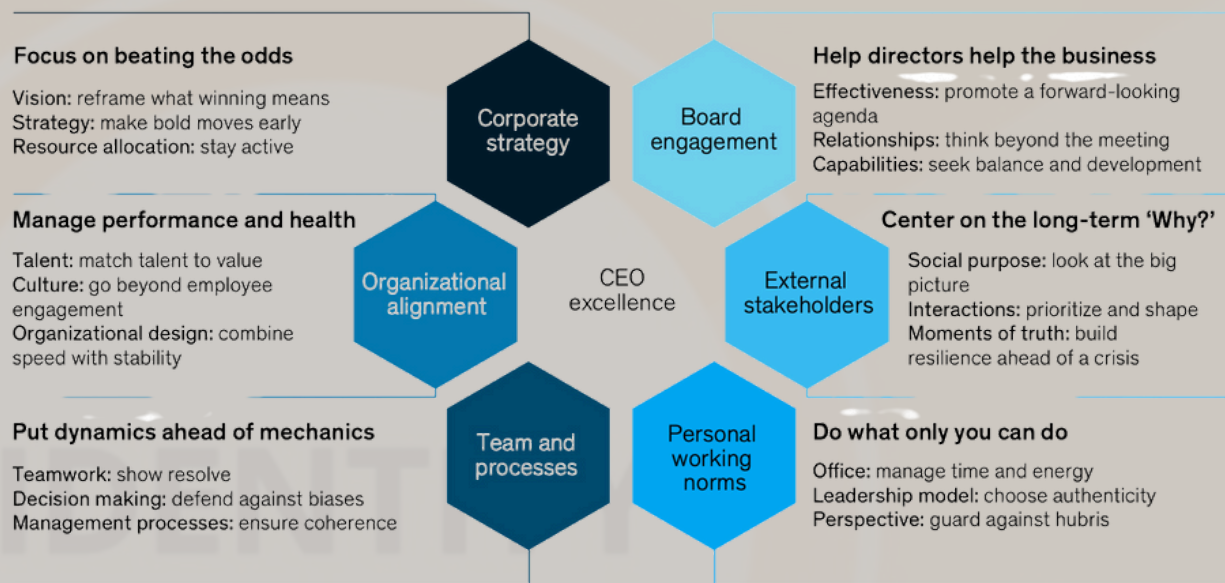 Focus on beating the odds
Vision: reframe what winning means
Strategy: make bold moves early
Resource allocation: stay active
Corporate
strategy
Board
engagement
Help directors help the business
Effectiveness: promote a forward-looking
agenda
Relationships: think beyond the meeting
Capabilities: seek balance and development
Manage performance and health
Talent: match talent to value
Culture: go beyond employee
engagement
Organizational design: combine
speed with stability
Organizational
alignment
CEO
excellence
External
stakeholders
Center on the long-term ‘Why?’
Social purpose: look at the big
picture
Interactions: prioritize and shape
Moments of truth: build
resilience ahead of a crisis
Put dynamics ahead of mechanics
Teamwork: show resolve
Decision making: defend against biases
Management processes: ensure coherence
Team and
processes
Personal
working
norms
Do what only you can do
Office: manage time and energy
Leadership model: choose authenticity
Perspective: guard against hubris